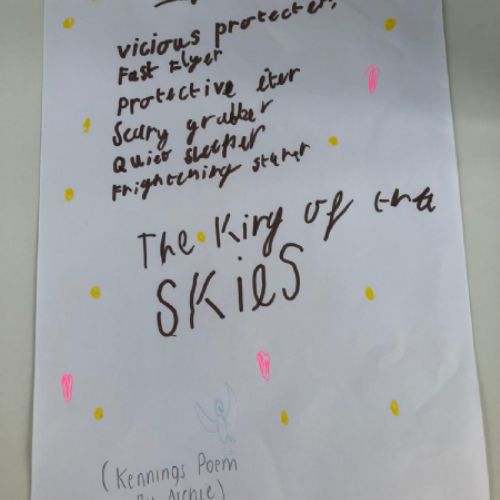 vicious protecter.
Fast Flyer
protective eter
Scary grabber
Quiet sleeper
Frightening starer
The King of the
SKieS
(Kennings Poem
By Archie)